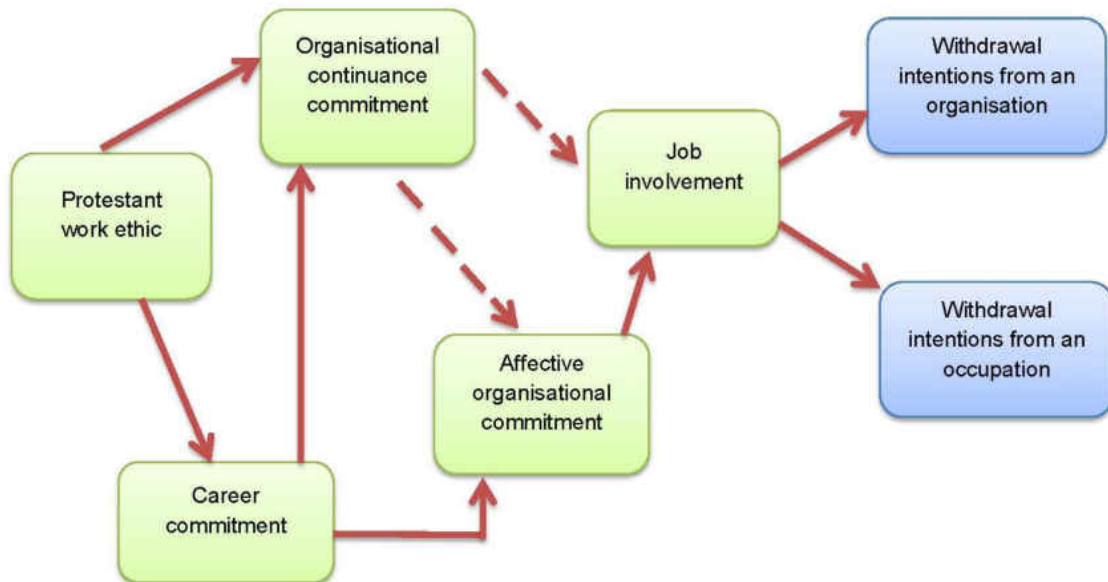 Organisational
continuance
commitment
Withdrawal
intentions from an
organisation
Job
involvement
Protestant
work ethic
Withdrawal
intentions from an
occupation
Affective
organisational
commitment
Career
commitment